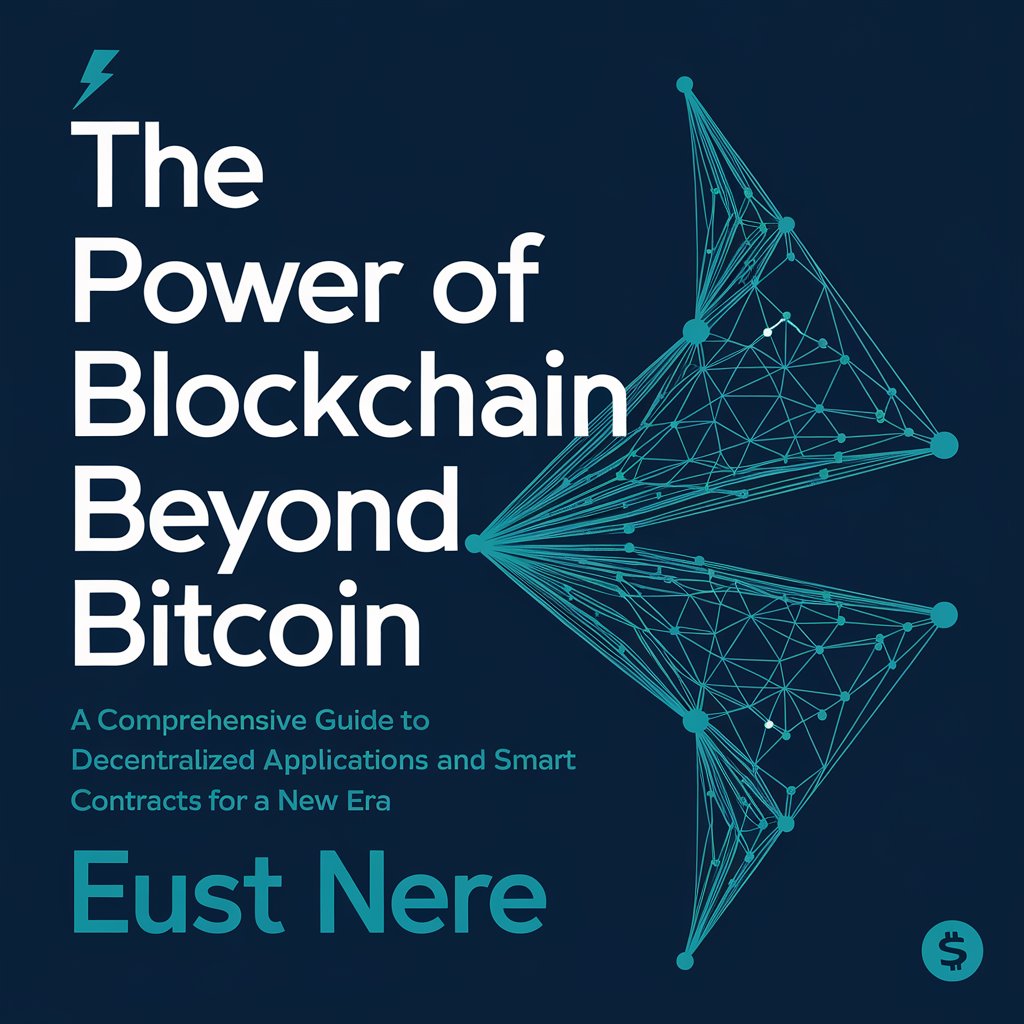 The
Power of
Blockchain
Beyond
Bitcoin
A Comprehensive Guide to
Decentralized Applications and Smart
Contracts for a New Era
Eust Nere
$